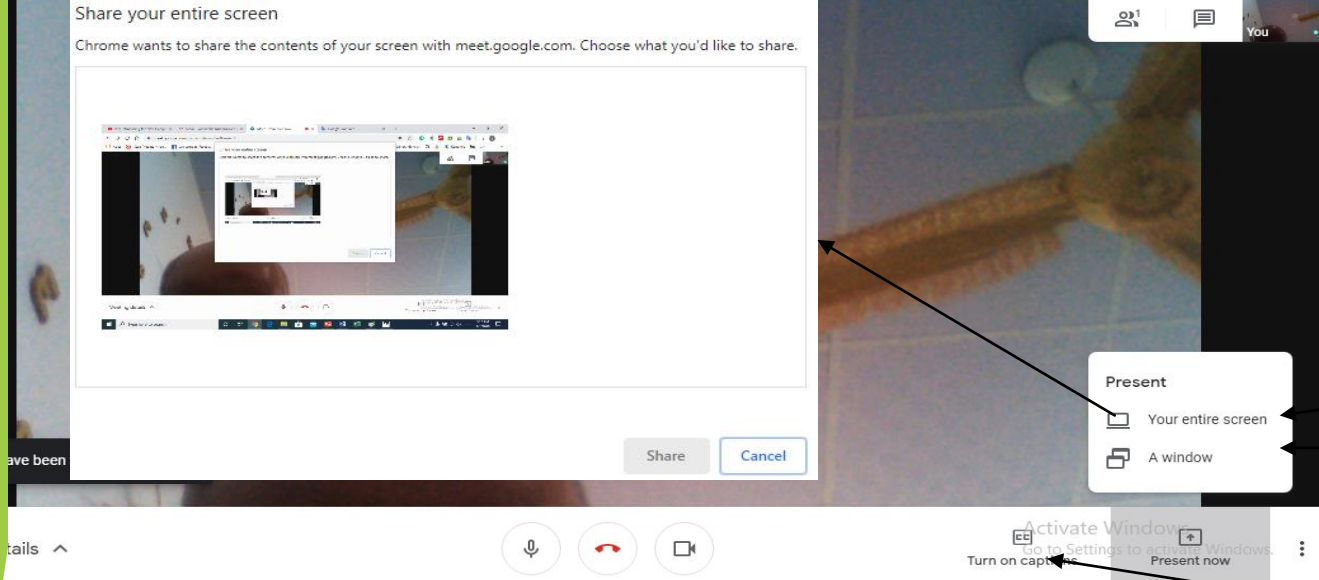 Share your entire screen
Chrome wants to share the contents of your screen with meet.google.com. Choose what you'd like to share.
1
You
Present
Your entire screen
A window
Share
Cancel
ave been
Activate Windows
Go to Settings to activate Windows.
tails
Turn on captions
Present now